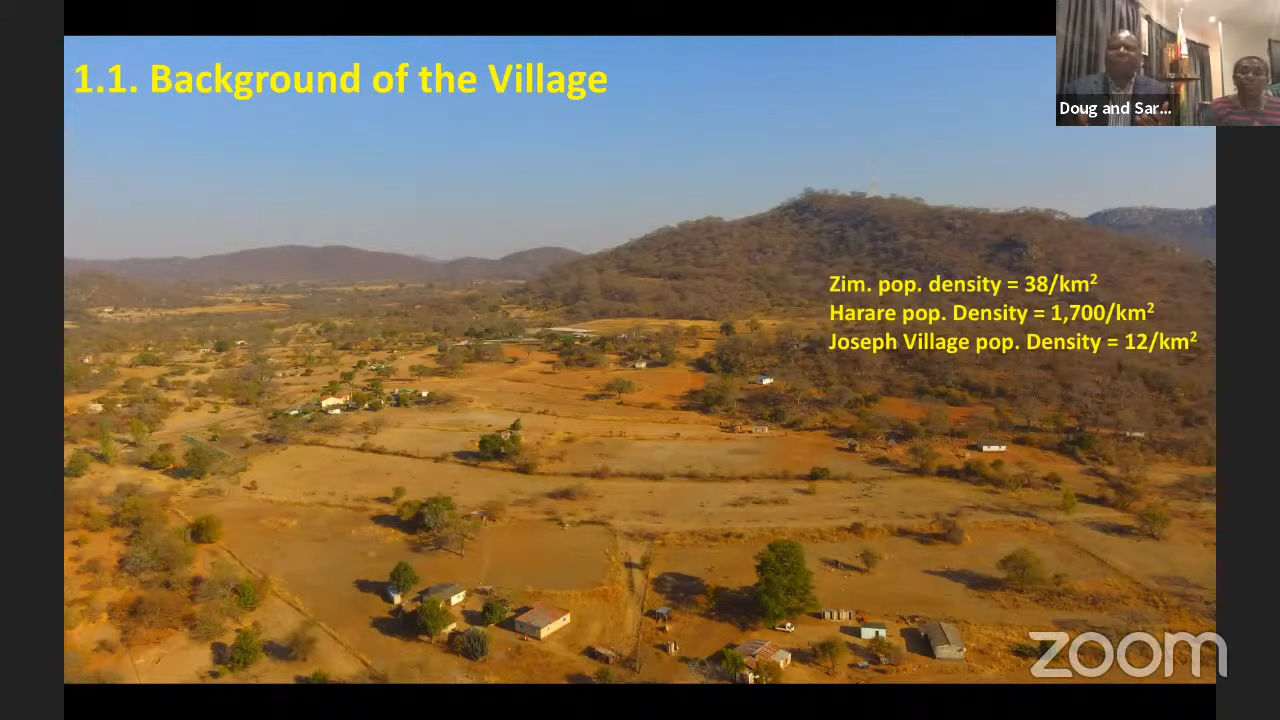 1.1. Background of the Village
Doug and Sar...
Zim. pop. density = 38/km²
Harare pop. Density = 1,700/km²
Joseph Village pop. Density = 12/km²
zoom